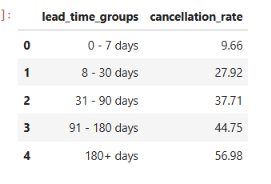 ]:
lead_time_groups cancellation_rate
0 0 - 7 days 9.66
1 8 - 30 days 27.92
2 31 - 90 days 37.71
3 91 - 180 days 44.75
4 180+ days 56.98